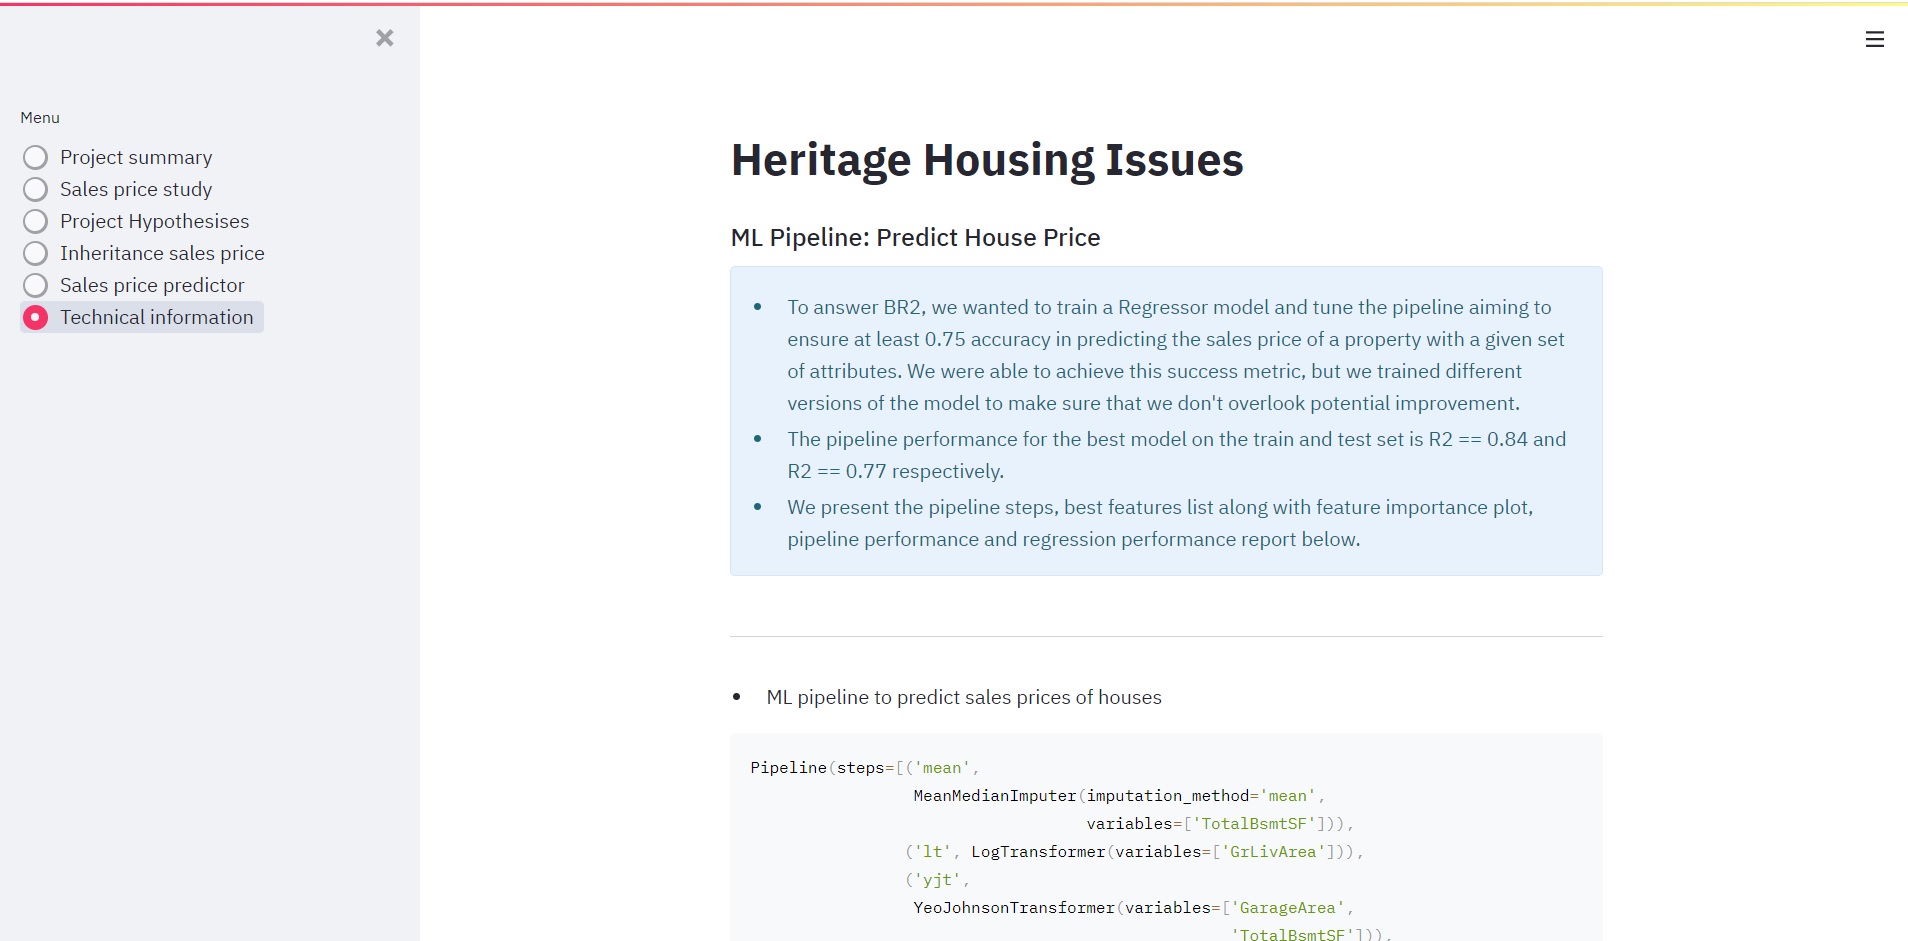 Menu
Project summary
Sales price study
Project Hypothesises
Inheritance sales price
Sales price predictor
Technical information
Heritage Housing Issues
ML Pipeline: Predict House Price
To answer BR2, we wanted to train a Regressor model and tune the pipeline aiming to
ensure at least 0.75 accuracy in predicting the sales price of a property with a given set
of attributes. We were able to achieve this success metric, but we trained different
versions of the model to make sure that we don't overlook potential improvement.
The pipeline performance for the best model on the train and test set is R2 == 0.84 and
R2 == 0.77 respectively.
We present the pipeline steps, best features list along with feature importance plot,
pipeline performance and regression performance report below.
ML pipeline to predict sales prices of houses
Pipeline(steps=[('mean',
MeanMedianImputer(imputation_method='mean',
variables=['TotalBsmtSF'])),
('lt', LogTransformer(variables=['GrLivArea'])),
('yjt',
YeoJohnsonTransformer(variables=['GarageArea',
'TotalBsmtSF'])),